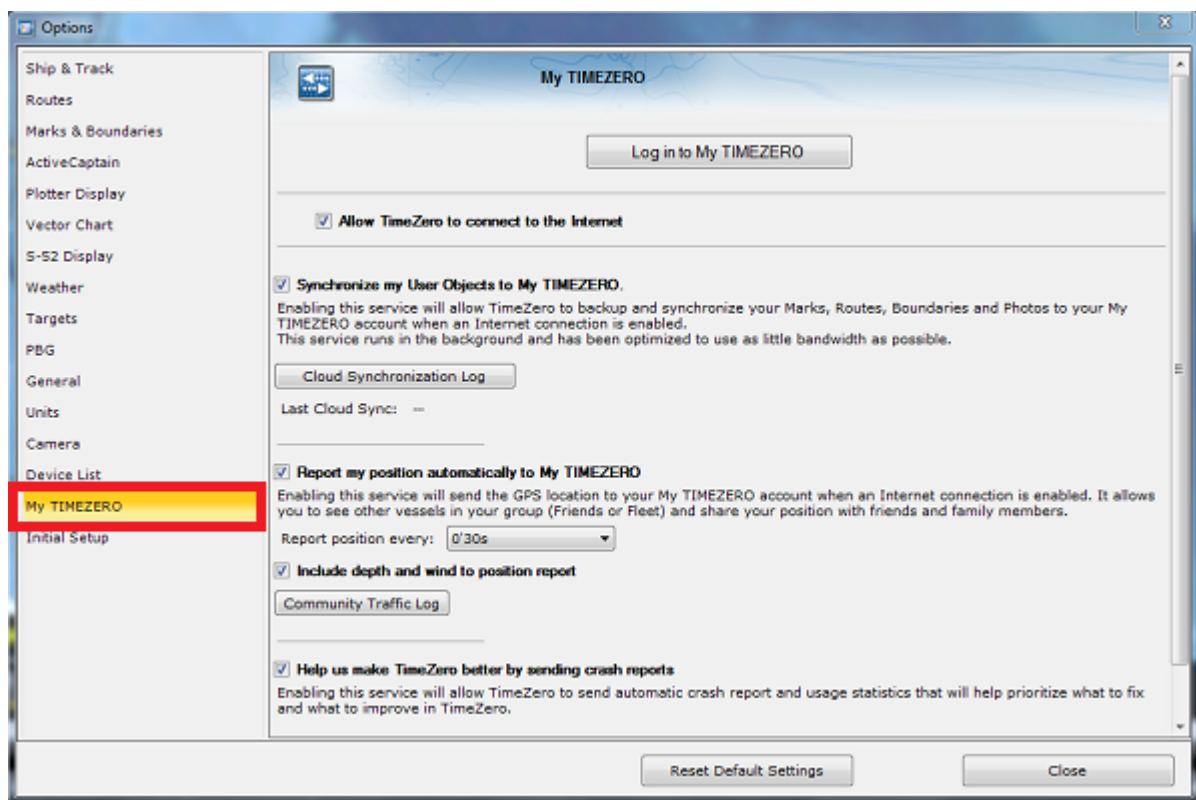 Options
Ship & Track
Routes
Marks & Boundaries
ActiveCaptain
Plotter Display
Vector Chart
S-52 Display
Weather
Targets
PBG
General
Units
Camera
Device List
My TIMEZERO
Initial Setup
My TIMEZERO
Log in to My TIMEZERO
Allow TimeZero to connect to the Internet
Synchronize my User Objects to My TIMEZERO.
Enabling this service will allow TimeZero to backup and synchronize your Marks, Routes, Boundaries and Photos to your My
TIMEZERO account when an Internet connection is enabled.
This service runs in the background and has been optimized to use as little bandwidth as possible.
Cloud Synchronization Log
Last Cloud Sync: --
Report my position automatically to My TIMEZERO
Enabling this service will send the GPS location to your My TIMEZERO account when an Internet connection is enabled. It allows
you to see other vessels in your group (Friends or Fleet) and share your position with friends and family members.
Report position every: 0'30s
Include depth and wind to position report
Community Traffic Log
Help us make TimeZero better by sending crash reports
Enabling this service will allow TimeZero to send automatic crash report and usage statistics that will help prioritize what to fix
and what to improve in TimeZero.
Reset Default Settings
Close